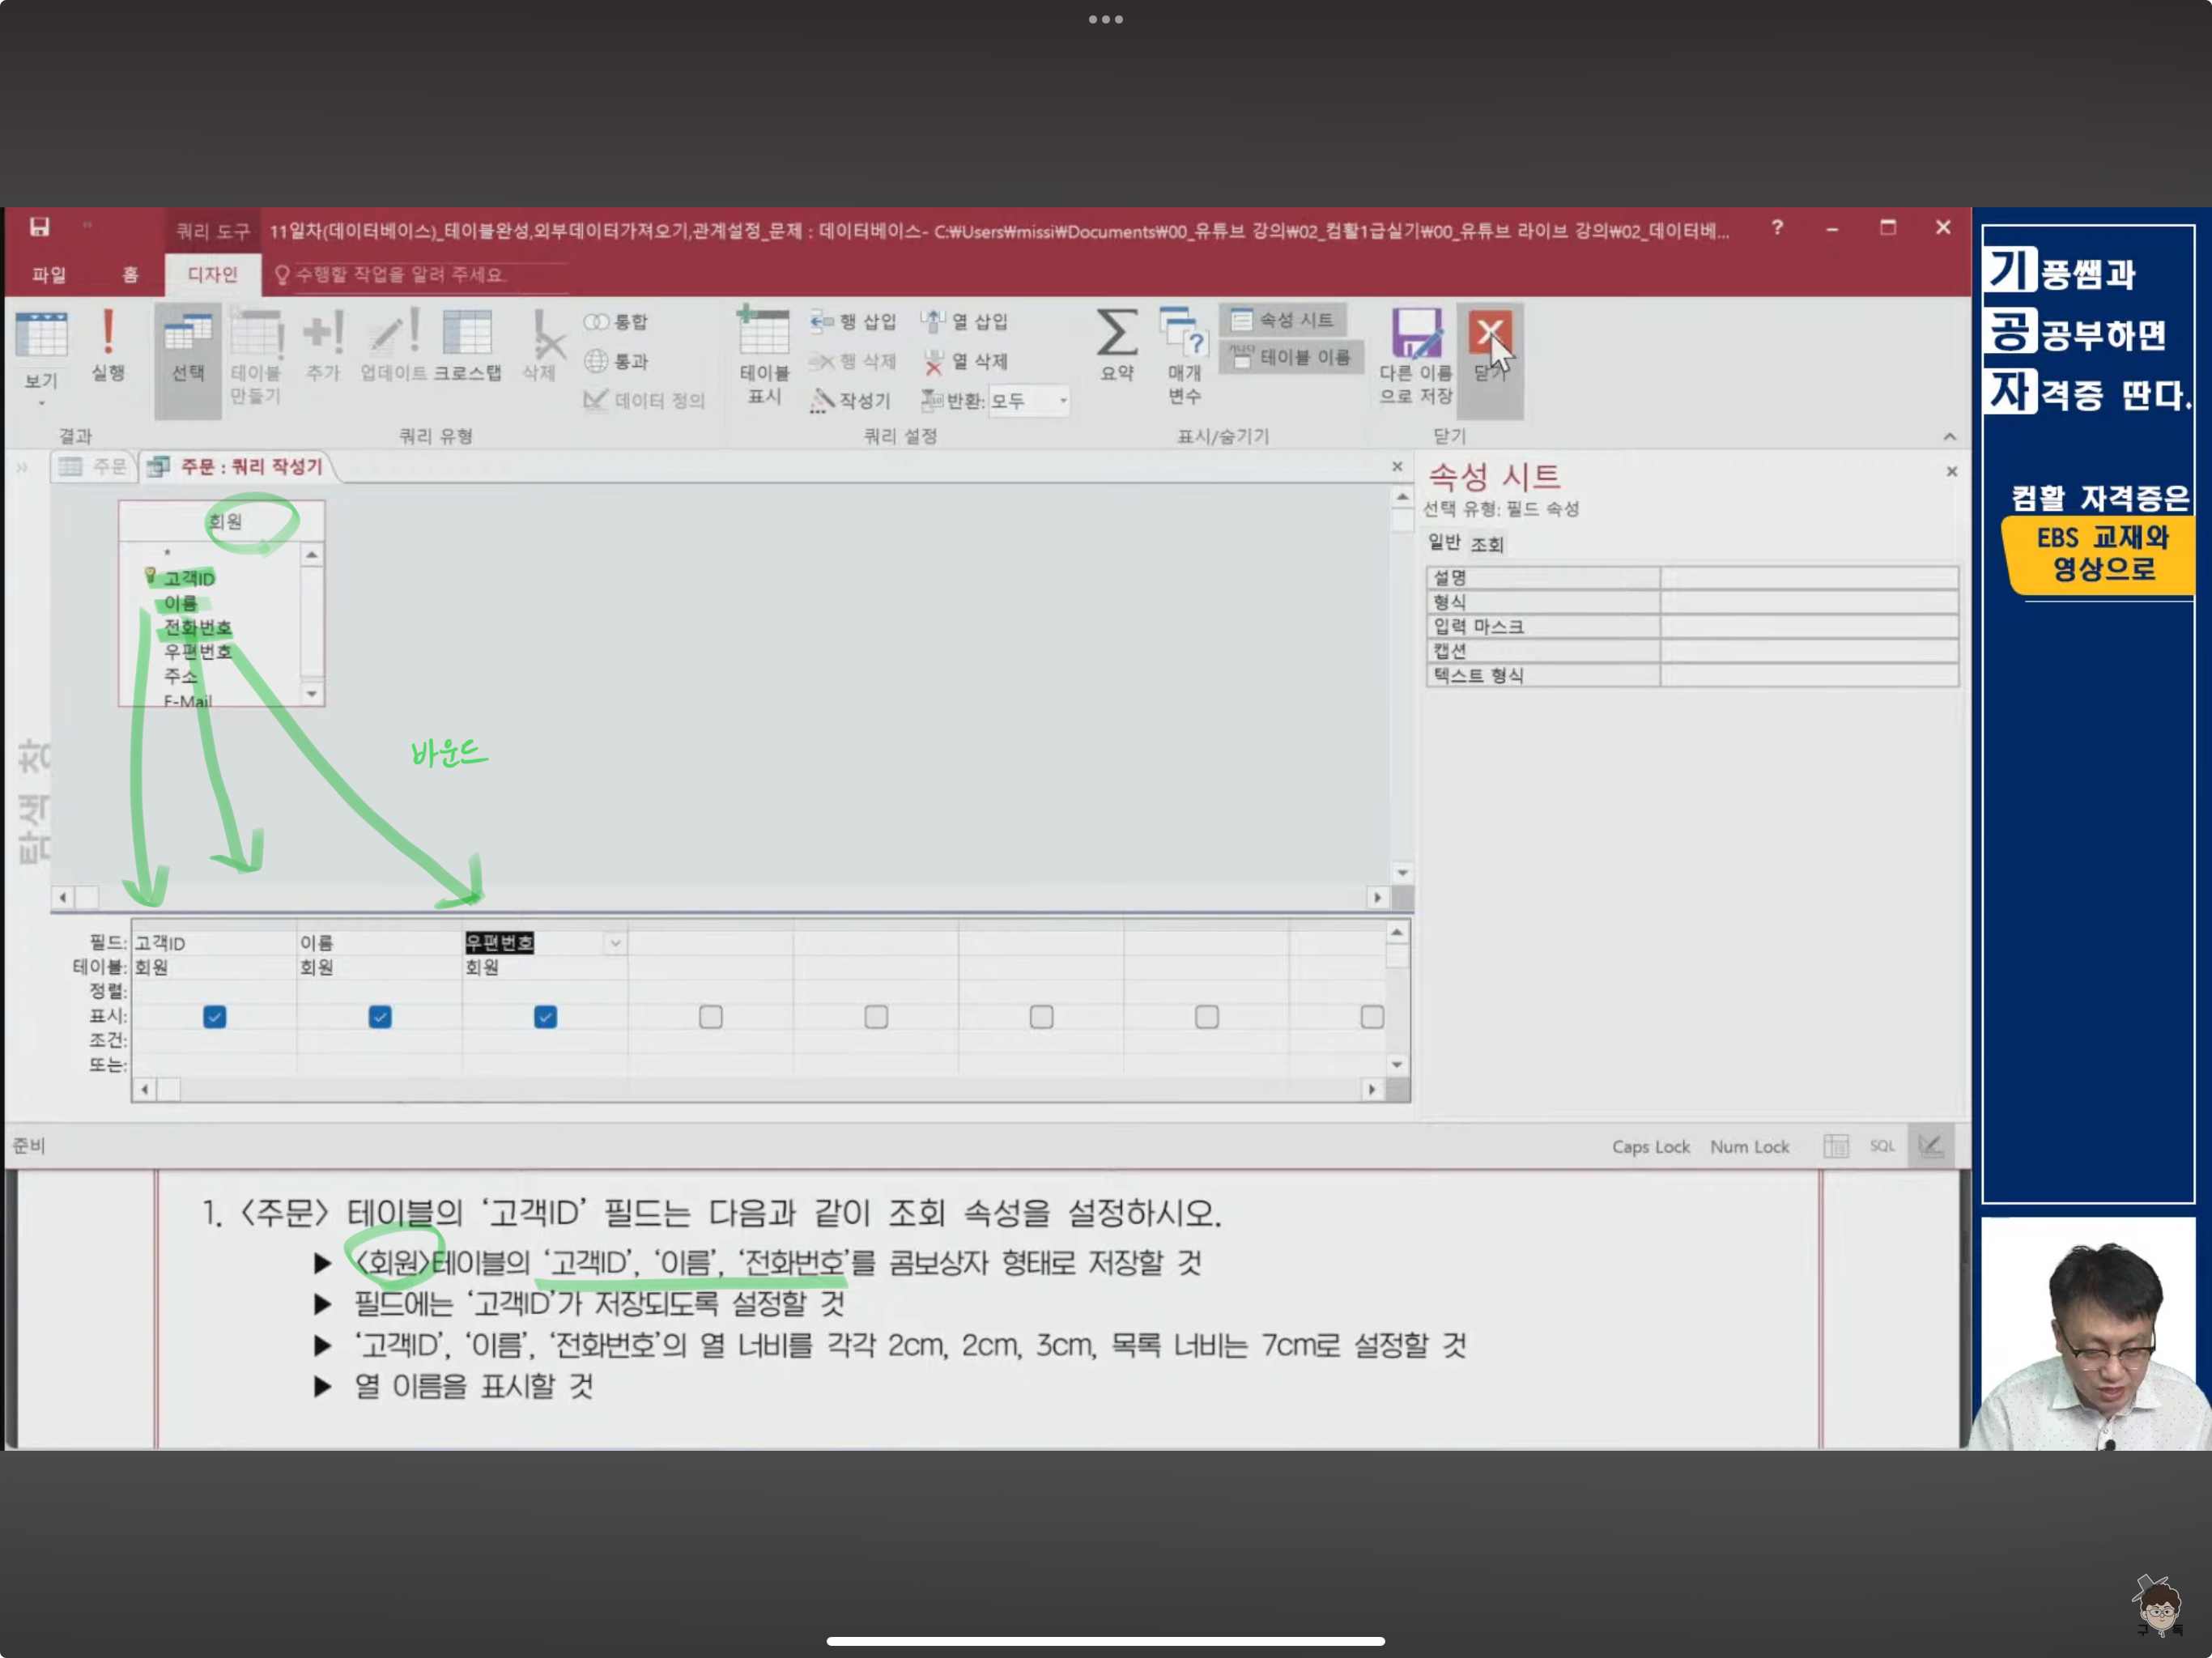 쿼리 도구
11일차(데이터베이스)_테이블완성,외부데이터가져오기,관계설정_문제 : 데이터베이스- C:₩Users₩missi₩Documents₩00_유튜브 강의₩02_컴활1급실기₩00_유튜브 라이브 강의₩02_데이터베...
?
파일
홈
디자인
수행할 작업을 알려 주세요.
보기
실행
선택
테이블
만들기
추가
업데이트
크로스탭
삭제
통합
통과
데이터 정의
테이블
표시
행 삽입
행 삭제
작성기
열 삽입
열 삭제
반환: 모두
요약
매개
변수
속성 시트
테이블 이름
다른 이름
으로 저장
닫기
결과
쿼리 유형
쿼리 설정
표시/숨기기
닫기
주문
주문 : 쿼리 작성기
회원
*
고객ID
이름
전화번호
우편번호
주소
E-Mail
바운드
탐색 창
필드: 고객ID 이름 우편번호
테이블: 회원 회원 회원
정렬:
표시:
조건:
또는:
속성 시트
선택 유형: 필드 속성
일반 조회
설명
형식
입력 마스크
캡션
텍스트 형식
준비
Caps Lock Num Lock SQL
1. <주문> 테이블의 ‘고객ID’ 필드는 다음과 같이 조회 속성을 설정하시오.
▶ <회원>테이블의 ‘고객ID’, ‘이름’, ‘전화번호’를 콤보상자 형태로 저장할 것
▶ 필드에는 ‘고객ID’가 저장되도록 설정할 것
▶ ‘고객ID’, ‘이름’, ‘전화번호’의 열 너비를 각각 2cm, 2cm, 3cm, 목록 너비는 7cm로 설정할 것
▶ 열 이름을 표시할 것
기풍쌤과
공공부하면
자격증 딴다.
컴활 자격증은
EBS 교재와
영상으로
구독